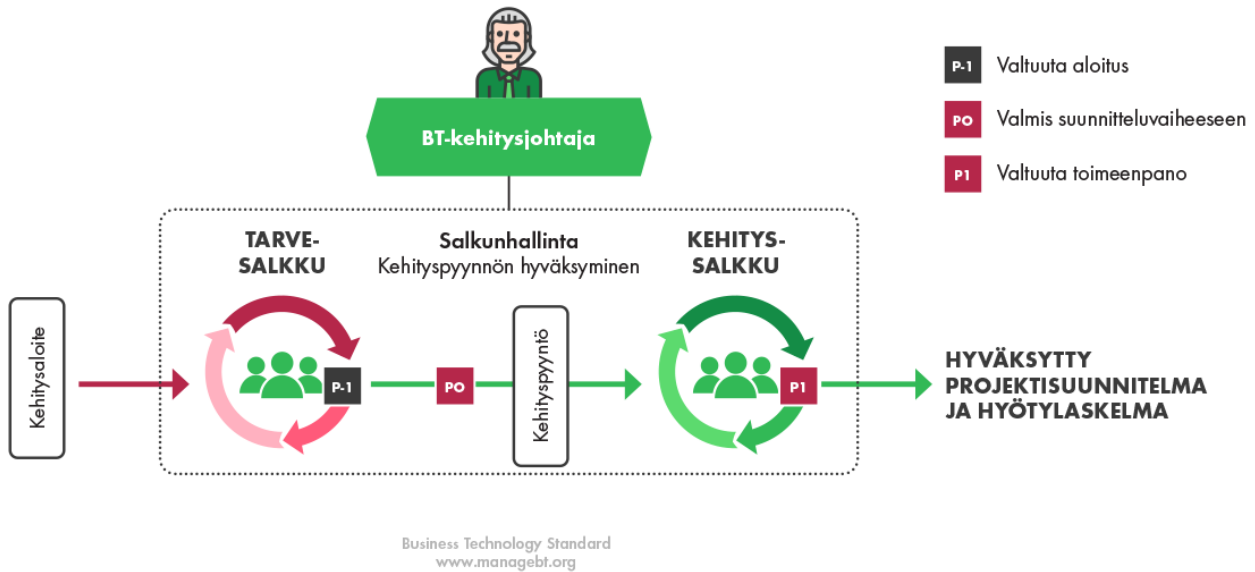 BT-kehitysjohtaja
P-1 Valtuuta aloitus
PO Valmis suunnitteluvaiheeseen
P1 Valtuuta toimeenpano
TARVE-
SALKKU
Salkunhallinta
Kehityspyynnön hyväksyminen
KEHITYS-
SALKKU
Kehitysaloite
P-1
PO
Kehityspyyntö
P1
HYVÄKSYTTY
PROJEKTISUUNNITELMA
JA HYÖTYLASKELMA
Business Technology Standard
www.managebt.org